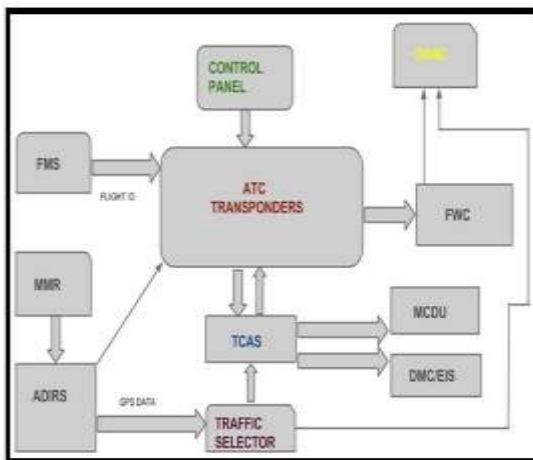 CONTROL
PANEL
FMS
FLIGHT ID
ATC
TRANSPONDERS
FWC
MMR
MCDU
TCAS
DMC/EIS
ADIRS
GPS DATA
TRAFFIC
SELECTOR